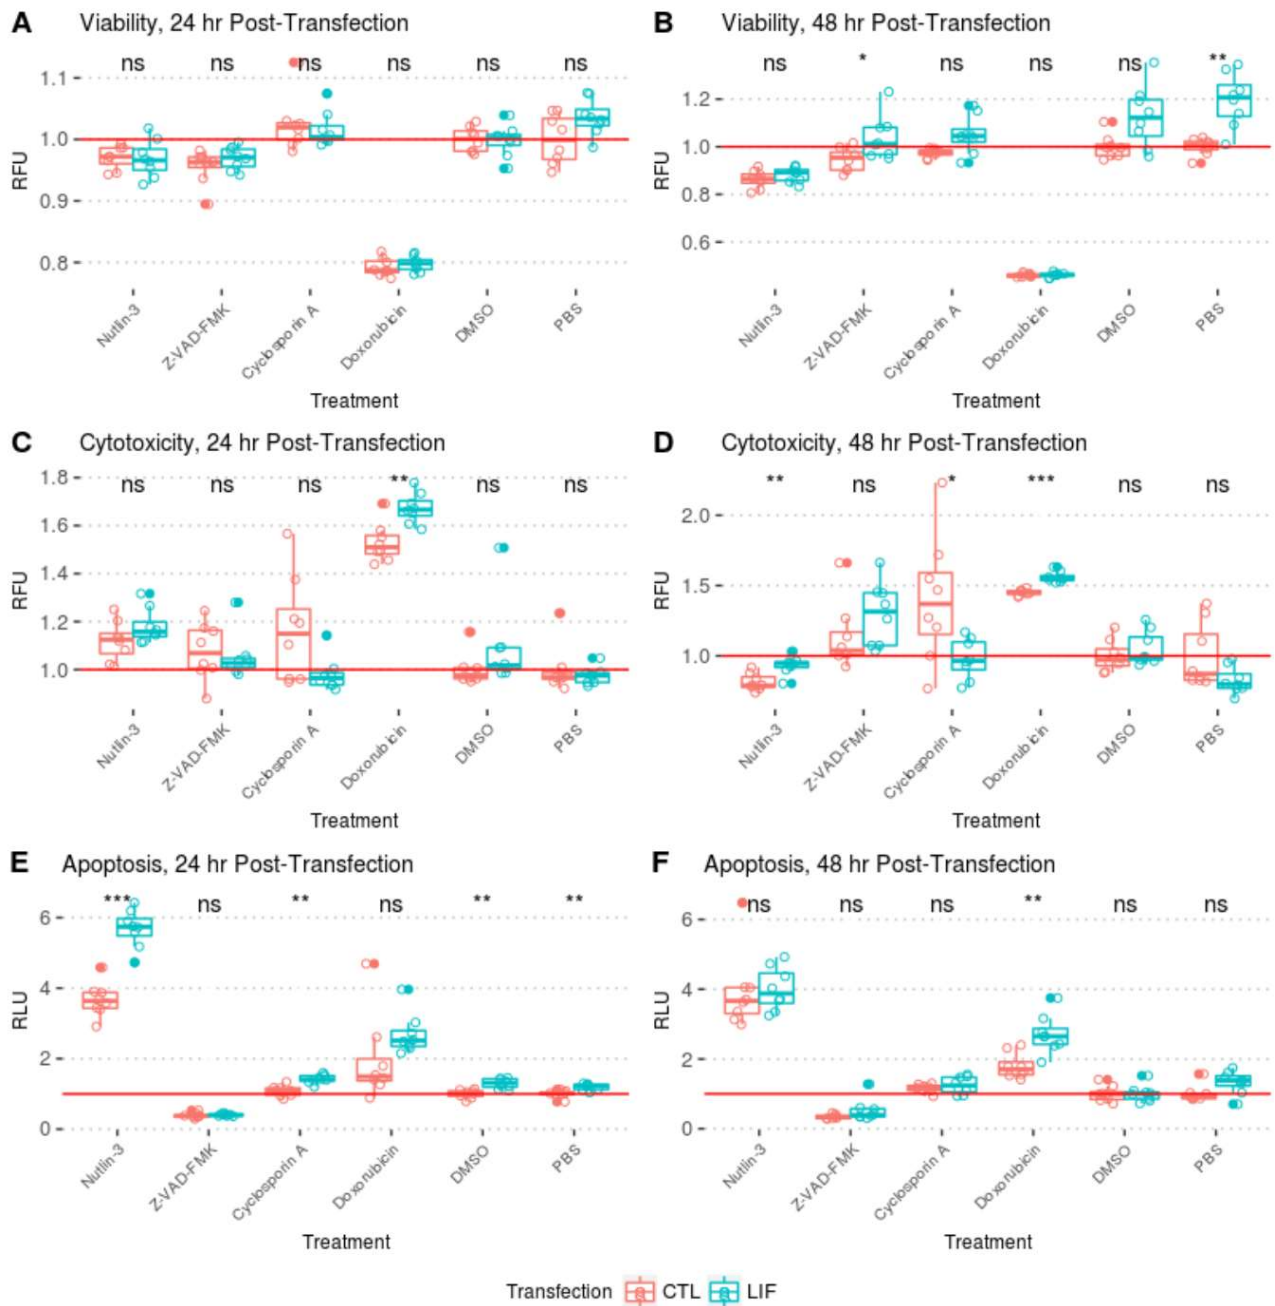 A Viability, 24 hr Post-Transfection
ns ns ns ns ns ns
1.1
1.0
0.9
0.8
RFU
Nutlin-3 Z-VAD-FMK Cyclosporin A Doxorubicin DMSO PBS
Treatment
B Viability, 48 hr Post-Transfection
ns * ns ns ns **
1.2
1.0
0.8
0.6
RFU
Nutlin-3 Z-VAD-FMK Cyclosporin A Doxorubicin DMSO PBS
Treatment
C Cytotoxicity, 24 hr Post-Transfection
ns ns ns ** ns ns
1.8
1.6
1.4
1.2
1.0
RFU
Nutlin-3 Z-VAD-FMK Cyclosporin A Doxorubicin DMSO PBS
Treatment
D Cytotoxicity, 48 hr Post-Transfection
** ns * *** ns ns
2.0
1.5
1.0
RFU
Nutlin-3 Z-VAD-FMK Cyclosporin A Doxorubicin DMSO PBS
Treatment
E Apoptosis, 24 hr Post-Transfection
*** ns ** ns ** **
6
4
2
0
RLU
Nutlin-3 Z-VAD-FMK Cyclosporin A Doxorubicin DMSO PBS
Treatment
F Apoptosis, 48 hr Post-Transfection
ns ns ns ** ns ns
6
4
2
0
RLU
Nutlin-3 Z-VAD-FMK Cyclosporin A Doxorubicin DMSO PBS
Treatment
Transfection CTL LIF